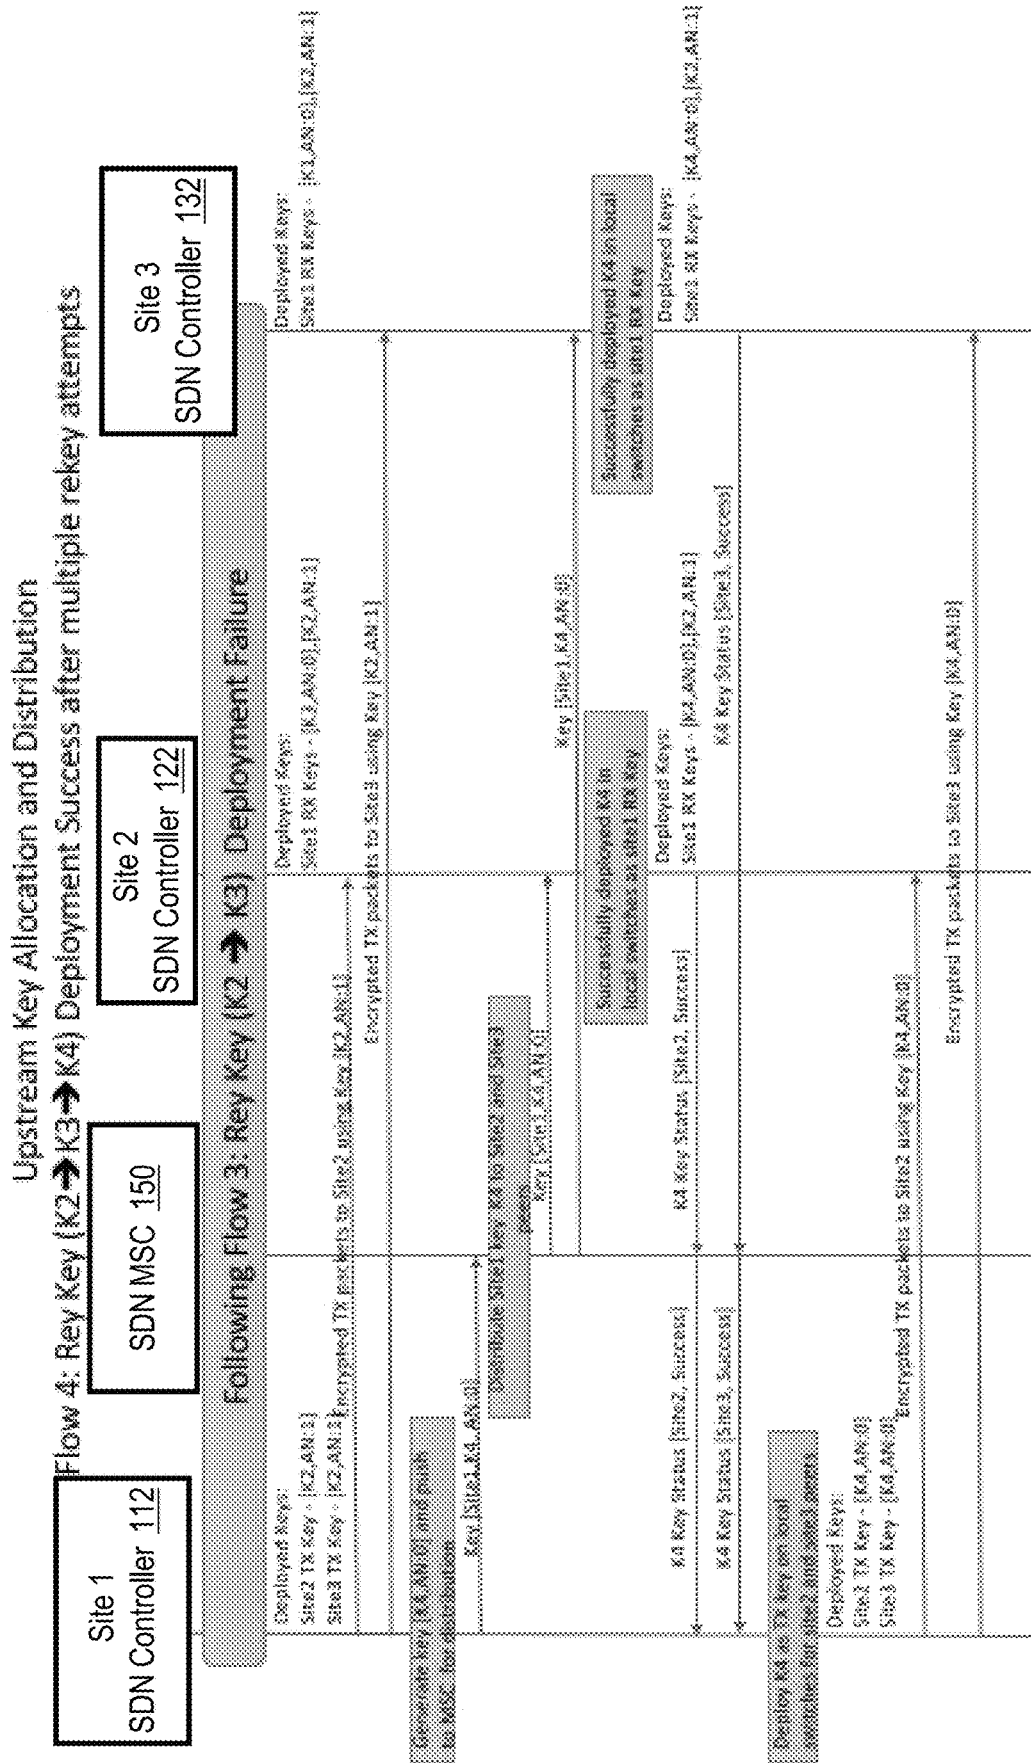 Upstream Key Allocation and Distribution
Flow 4: Rey Key (K2➔K3➔K4) Deployment Success after multiple rekey attempts
Site 1
SDN Controller 112
SDN MSC 150
Site 2
SDN Controller 122
Site 3
SDN Controller 132
Following Flow 3: Rey Key (K2 ➔ K3) Deployment Failure
Deployed Keys:
Site2 TX Key - [K2,AN:1]
Site3 TX Key - [K2,AN:1]
Deployed Keys:
Site1 RX Keys - [K3,AN:0],[K2,AN:1]
Deployed Keys:
Site1 RX Keys - [K3,AN:0],[K2,AN:1]
Encrypted TX packets to Site2 using Key [K2,AN:1]
Encrypted TX packets to Site3 using Key [K2,AN:1]
Generate key [K4,AN:0] and push
to MSC for distribution
Key [Site1,K4, AN:0]
Distribute Site1 key K4 to Site2 and Site3
peers
Key [Site1,K4,AN:0]
Key [Site1,K4,AN:0]
Successfully deployed K4 in
local switches as site1 RX Key
Successfully deployed K4 in local
switches as site1 RX Key
Deployed Keys:
Site1 RX Keys - [K4,AN:0],[K2,AN:1]
Deployed Keys:
Site1 RX Keys - [K4,AN:0],[K2,AN:1]
K4 Key Status [Site2, Success]
K4 Key Status [Site2, Success]
K4 Key Status [Site3, Success]
K4 Key Status [Site3, Success]
Deploy K4 as TX key on local
switches for site2 and site3 peers
Deployed Keys:
Site2 TX Key - [K4,AN:0]
Site3 TX Key - [K4,AN:0]
Encrypted TX packets to Site2 using Key [K4,AN:0]
Encrypted TX packets to Site3 using Key [K4,AN:0]